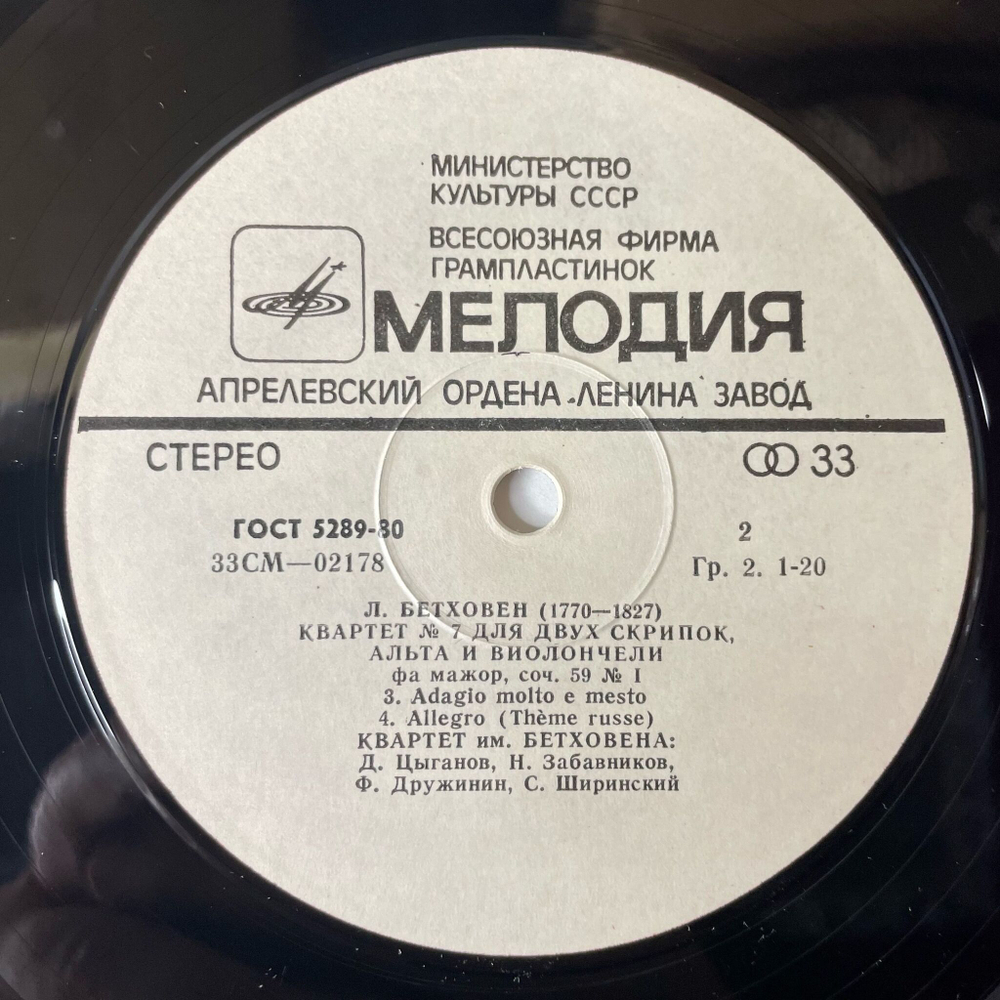 МИНИСТЕРСТВО
КУЛЬТУРЫ СССР
ВСЕСОЮЗНАЯ ФИРМА
ГРАМПЛАСТИНОК
МЕЛОДИЯ
АПРЕЛЕВСКИЙ ОРДЕНА ЛЕНИНА ЗАВОД
СТЕРЕО 33
ГОСТ 5289-80 2
33СМ—02178 Гр. 2. 1-20
Л. БЕТХОВЕН (1770—1827)
КВАРТЕТ № 7 ДЛЯ ДВУХ СКРИПОК,
АЛЬТА И ВИОЛОНЧЕЛИ
фа мажор, соч. 59 № 1
3. Adagio molto e mesto
4. Allegro (Thème russe)
КВАРТЕТ им. БЕТХОВЕНА:
Д. Цыганов, Н. Забавников,
Ф. Дружинин, С. Ширинский